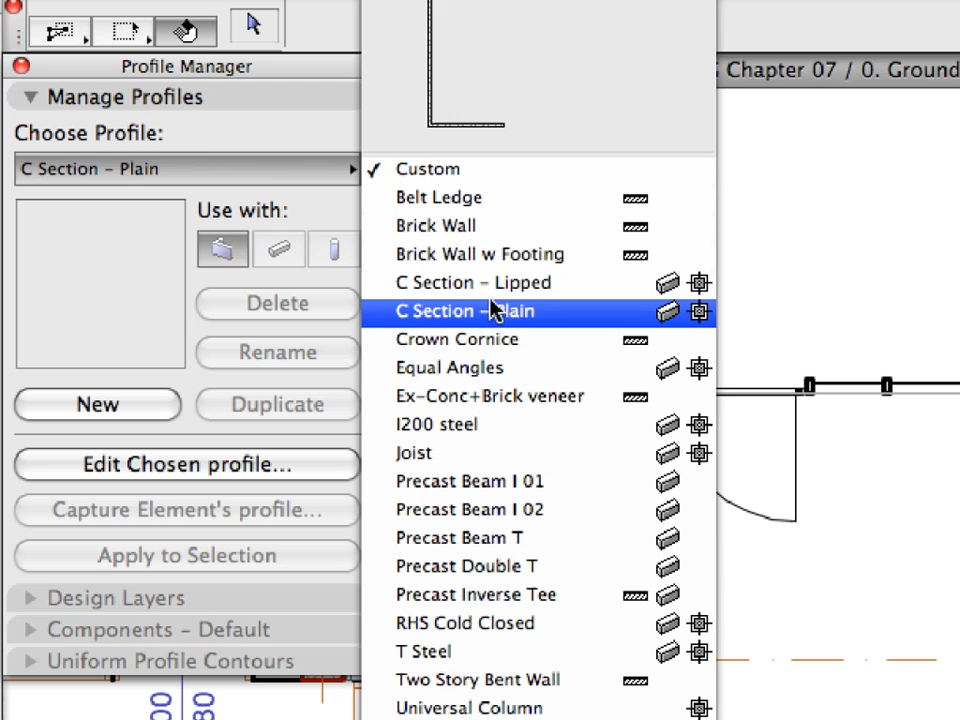 Profile Manager
Chapter 07 / 0. Ground
Manage Profiles
Choose Profile:
C Section - Plain
Use with:
Delete
Rename
New
Duplicate
Edit Chosen profile...
Capture Element's profile...
Apply to Selection
Design Layers
Components - Default
Uniform Profile Contours
Custom
Belt Ledge
Brick Wall
Brick Wall w Footing
C Section - Lipped
C Section - Plain
Crown Cornice
Equal Angles
Ex-Conc+Brick veneer
I200 steel
Joist
Precast Beam I 01
Precast Beam I 02
Precast Beam T
Precast Double T
Precast Inverse Tee
RHS Cold Closed
T Steel
Two Story Bent Wall
Universal Column
00
80